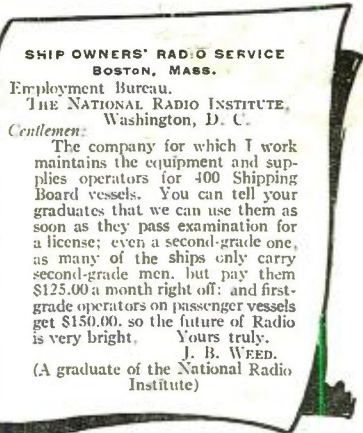 SHIP OWNERS' RADIO SERVICE
BOSTON, MASS.
Employment Bureau.
THE NATIONAL RADIO INSTITUTE,
Washington, D. C.
Gentlemen:
The company for which I work
maintains the equipment and sup-
plies operators for 400 Shipping
Board vessels. You can tell your
graduates that we can use them as
soon as they pass examination for
a license; even a second-grade one,
as many of the ships only carry
second-grade men, but pay them
$125.00 a month right off: and first-
grade operators on passenger vessels
get $150.00. so the future of Radio
is very bright. Yours truly.
J. B. WEED.
(A graduate of the National Radio
Institute)